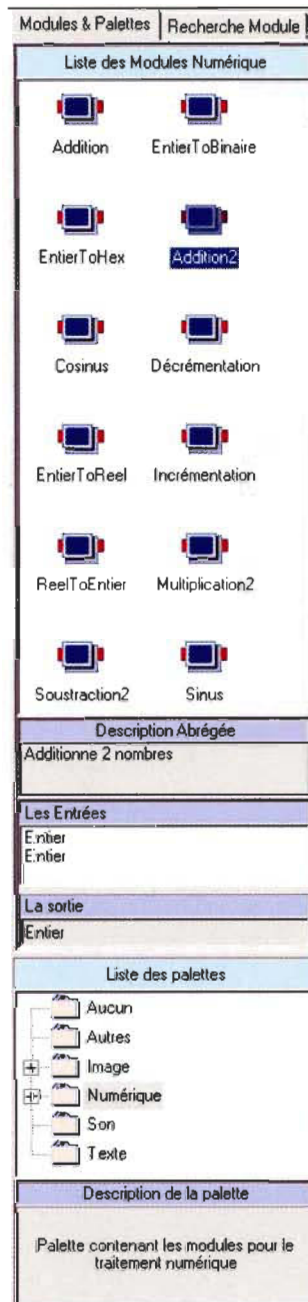 Modules & Palettes Recherche Module
Liste des Modules Numérique
Addition EntierToBinaire
EntierToHex Addition2
Cosinus Décrémentation
EntierToReel Incrémentation
ReelToEntier Multiplication2
Soustraction2 Sinus
Description Abrégée
Additionne 2 nombres
Les Entrées
Entier
Entier
La sortie
Entier
Liste des palettes
Aucun
Autres
Image
Numérique
Son
Texte
Description de la palette
Palette contenant les modules pour le
traitement numérique